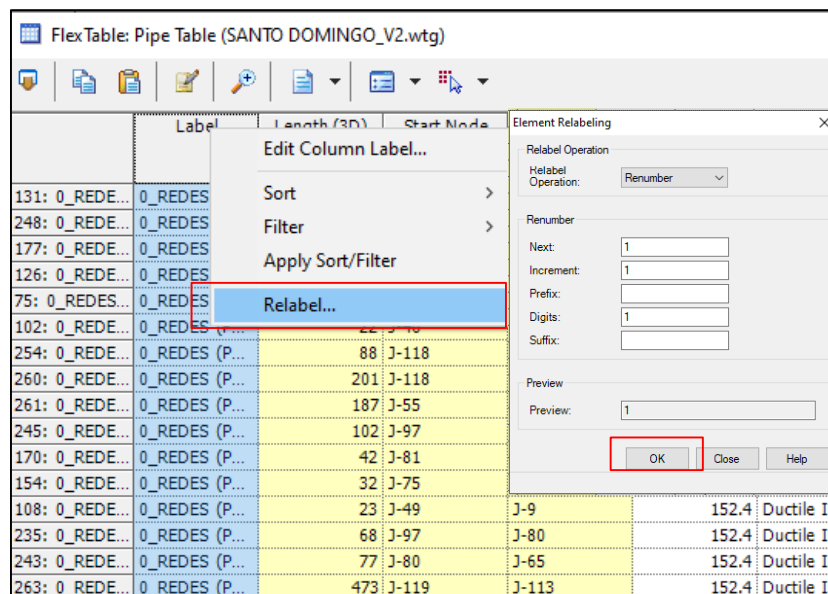 FlexTable: Pipe Table (SANTO DOMINGO_V2.wtg)
Label Length (3D) Start Node
Edit Column Label...
Sort
Filter
Apply Sort/Filter
Relabel...
Element Relabeling
Relabel Operation
Relabel Operation: Renumber
Renumber
Next: 1
Increment: 1
Prefix:
Digits: 1
Suffix:
Preview
Preview: 1
OK Close Help
131: 0_REDE... 0_REDES
248: 0_REDE... 0_REDES
177: 0_REDE... 0_REDES
126: 0_REDE... 0_REDES
75: 0_REDES... 0_REDES
102: 0_REDE... 0_REDES (P... 22
254: 0_REDE... 0_REDES (P... 88 J-118
260: 0_REDE... 0_REDES (P... 201 J-118
261: 0_REDE... 0_REDES (P... 187 J-55
245: 0_REDE... 0_REDES (P... 102 J-97
170: 0_REDE... 0_REDES (P... 42 J-81
154: 0_REDE... 0_REDES (P... 32 J-75
108: 0_REDE... 0_REDES (P... 23 J-49 J-9 152.4 Ductile I
235: 0_REDE... 0_REDES (P... 68 J-97 J-80 152.4 Ductile I
243: 0_REDE... 0_REDES (P... 77 J-80 J-65 152.4 Ductile I
263: 0_REDE... 0_REDES (P... 473 J-119 J-113 152.4 Ductile I